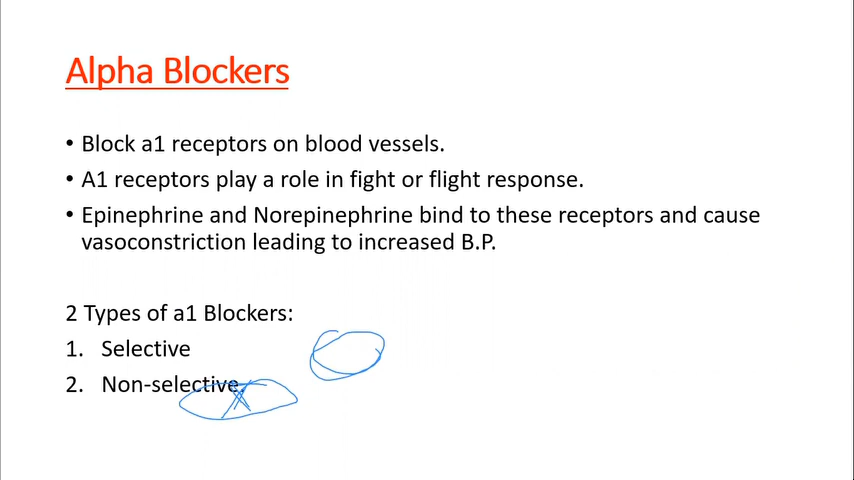 Alpha Blockers
• Block a1 receptors on blood vessels.
• A1 receptors play a role in fight or flight response.
• Epinephrine and Norepinephrine bind to these receptors and cause
vasoconstriction leading to increased B.P.
2 Types of a1 Blockers:
1. Selective
2. Non-selective.